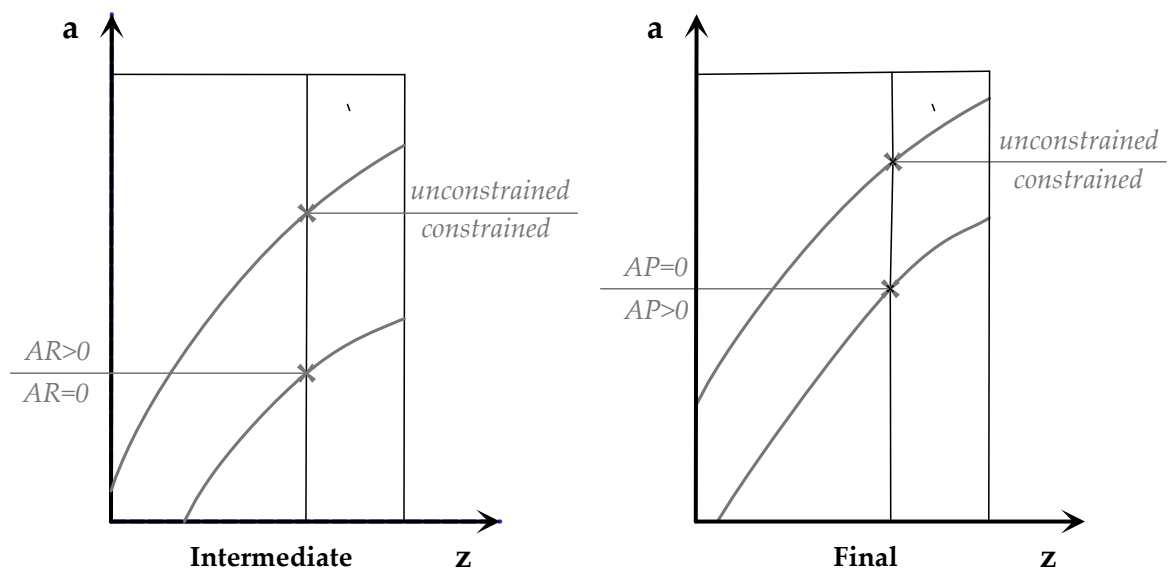 a
unconstrained
constrained
AR>0
AR=0
Intermediate
z
a
unconstrained
constrained
AP=0
AP>0
Final
z